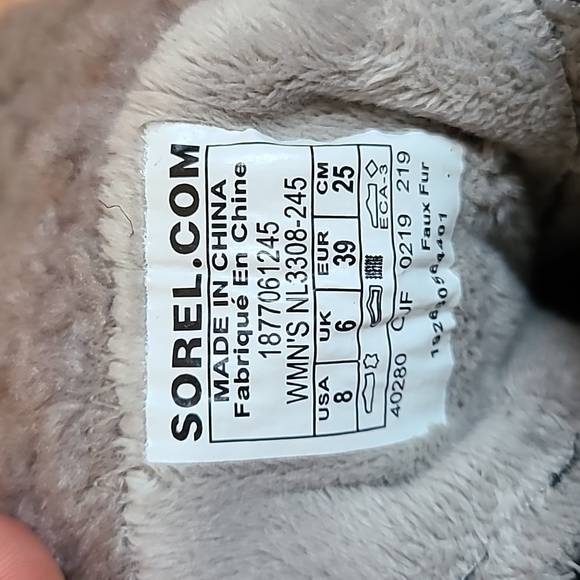 SOREL.COM
MADE IN CHINA
Fabriqué En Chine
1877061245
WMN'S NL3308-245
USA UK EUR CM
8 6 39 25
ECA-3
40280 CJF 0219 219
Faux Fur